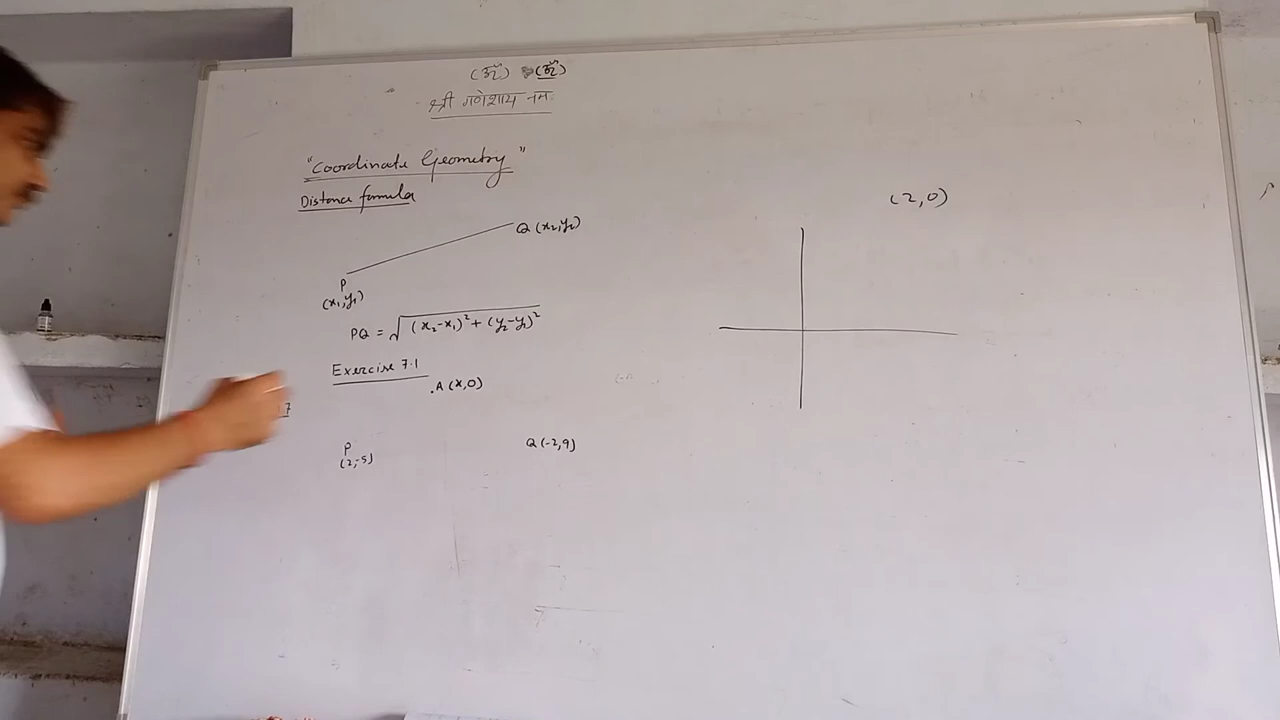 (ॐ) (ॐ)
श्री गणेशाय नमः
"Coordinate Geometry"
Distance formula
Q (x₂,y₂)
P
(x₁,y₁)
PQ = √(x₂-x₁)² + (y₂-y₁)²
Exercise 7.1
.A (x,0)
7
P
(2,-5)
Q (-2,9)
(2,0)